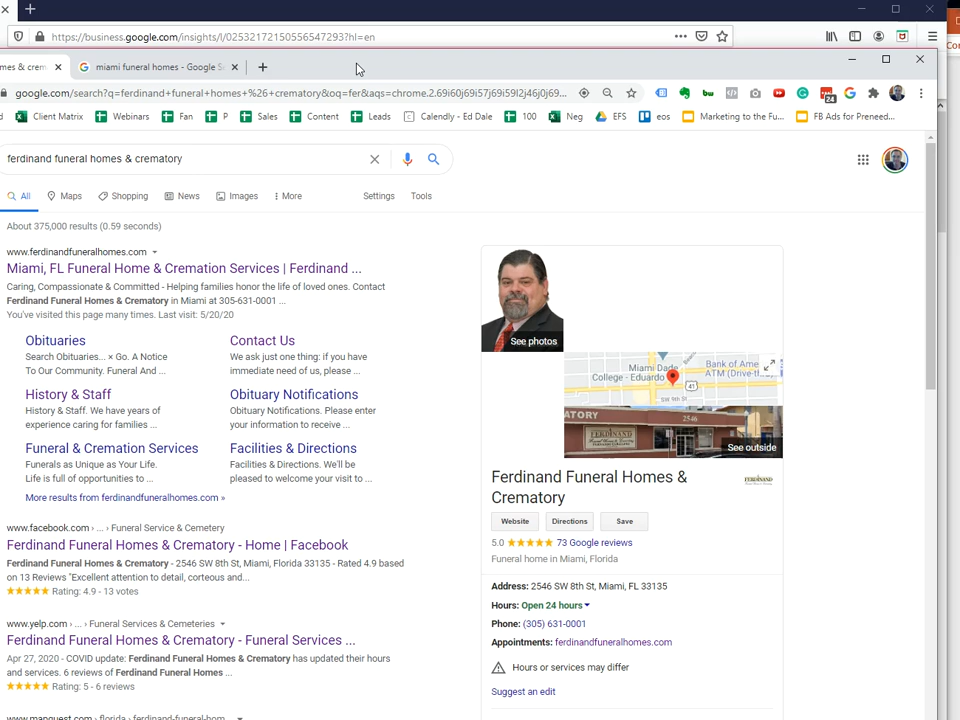 https://business.google.com/insights/l/02532172150556547293?hl=en
miami funeral homes - Google S
google.com/search?q=ferdinand+funeral+homes+%26+crematory&oq=fer&aqs=chrome.2.69i60j69i57j69i59l2j46j0j69...
24
Client Matrix
Webinars
Fan
P
Sales
Content
Leads
Calendly - Ed Dale
100
Neg
EFS
eos
Marketing to the Fu...
FB Ads for Preneed...
ferdinand funeral homes & crematory
All
Maps
Shopping
News
Images
More
Settings
Tools
About 375,000 results (0.59 seconds)
www.ferdinandfuneralhomes.com
Miami, FL Funeral Home & Cremation Services | Ferdinand ...
Caring, Compassionate & Committed - Helping families honor the life of loved ones. Contact
Ferdinand Funeral Homes & Crematory in Miami at 305-631-0001 ...
You've visited this page many times. Last visit: 5/20/20
Obituaries
Search Obituaries... × Go. A Notice
To Our Community. Funeral And ...
Contact Us
We ask just one thing: if you have
immediate need of us, please ...
History & Staff
History & Staff. We have years of
experience caring for families ...
Obituary Notifications
Obituary Notifications. Please enter
your information to receive ...
Funeral & Cremation Services
Funerals as Unique as Your Life.
Life is full of opportunities to ...
Facilities & Directions
Facilities & Directions. We'll be
pleased to welcome your visit to ...
More results from ferdinandfuneralhomes.com »
www.facebook.com › ... › Funeral Service & Cemetery
Ferdinand Funeral Homes & Crematory - Home | Facebook
Ferdinand Funeral Homes & Crematory - 2546 SW 8th St, Miami, Florida 33135 - Rated 4.9 based
on 13 Reviews "Excellent attention to detail, corteous and...
Rating: 4.9 - 13 votes
www.yelp.com › ... › Funeral Services & Cemeteries
Ferdinand Funeral Homes & Crematory - Funeral Services ...
Apr 27, 2020 - COVID update: Ferdinand Funeral Homes & Crematory has updated their hours
and services. 6 reviews of Ferdinand Funeral Homes ...
Rating: 5 - 6 reviews
www.mapquest.com › florida › ferdinand-funeral-hom...
See photos
Miami Dade
College - Eduardo
Bank of Ame
ATM (Drive-th
41
SW 9th St
ATORY
2546
FERDINAND
See outside
Ferdinand Funeral Homes &
Crematory
FERDINAND
Website
Directions
Save
5.0
73 Google reviews
Funeral home in Miami, Florida
Address: 2546 SW 8th St, Miami, FL 33135
Hours: Open 24 hours
Phone: (305) 631-0001
Appointments: ferdinandfuneralhomes.com
Hours or services may differ
Suggest an edit